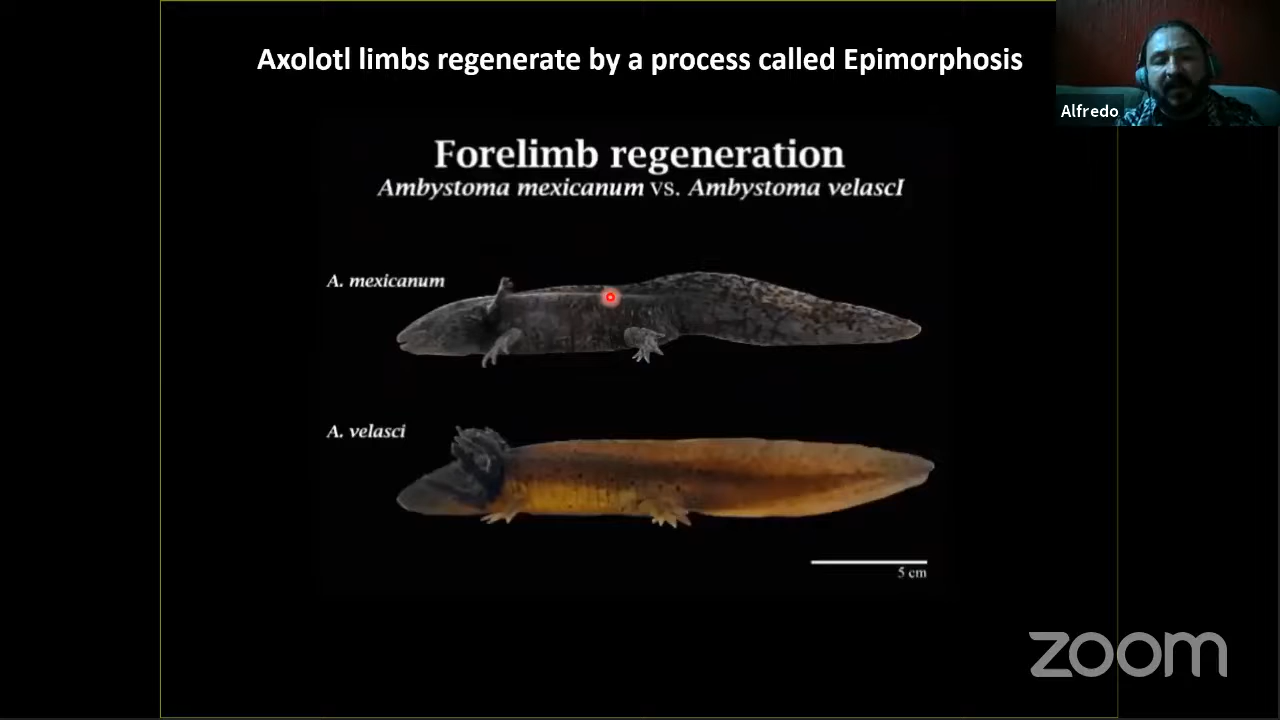 Axolotl limbs regenerate by a process called Epimorphosis
Alfredo
Forelimb regeneration
Ambystoma mexicanum vs. Ambystoma velascI
A. mexicanum
A. velasci
5 cm
zoom